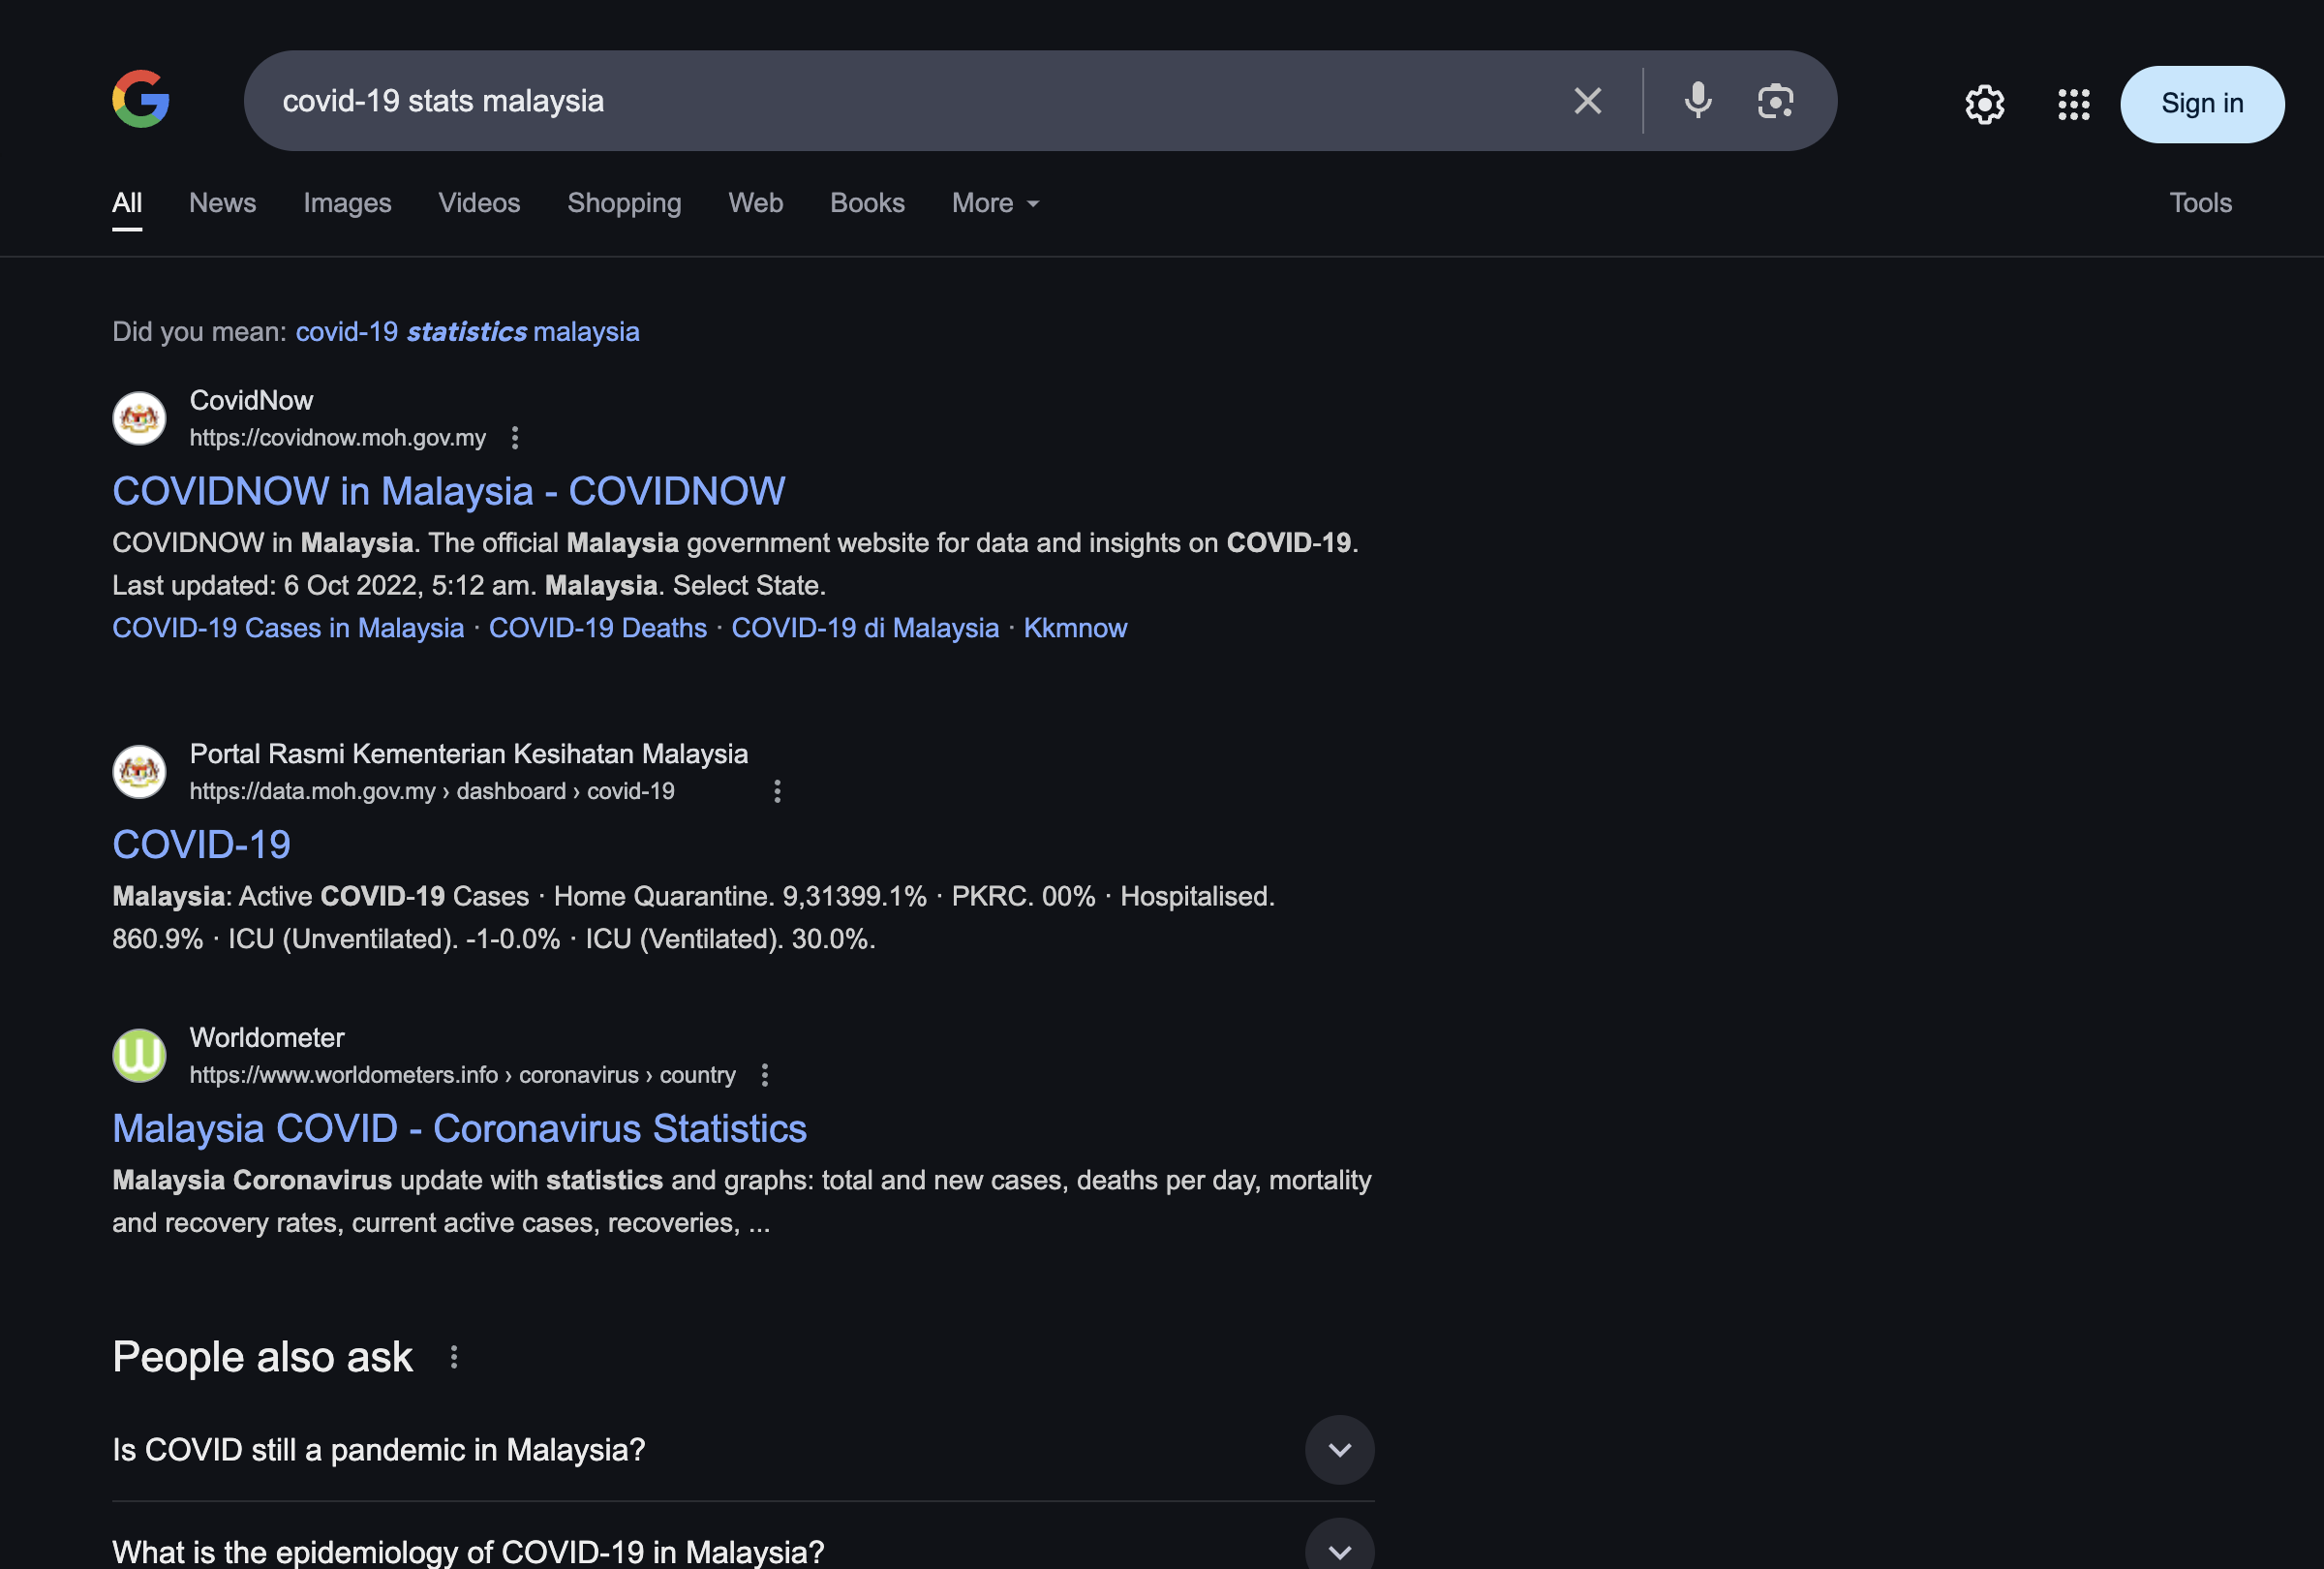 covid-19 stats malaysia
Sign in
All News Images Videos Shopping Web Books More Tools
Did you mean: covid-19 statistics malaysia
CovidNow
https://covidnow.moh.gov.my
COVIDNOW in Malaysia - COVIDNOW
COVIDNOW in Malaysia. The official Malaysia government website for data and insights on COVID-19.
Last updated: 6 Oct 2022, 5:12 am. Malaysia. Select State.
COVID-19 Cases in Malaysia · COVID-19 Deaths · COVID-19 di Malaysia · Kkmnow
Portal Rasmi Kementerian Kesihatan Malaysia
https://data.moh.gov.my › dashboard › covid-19
COVID-19
Malaysia: Active COVID-19 Cases · Home Quarantine. 9,31399.1% · PKRC. 00% · Hospitalised.
860.9% · ICU (Unventilated). -1-0.0% · ICU (Ventilated). 30.0%.
Worldometer
https://www.worldometers.info › coronavirus › country
Malaysia COVID - Coronavirus Statistics
Malaysia Coronavirus update with statistics and graphs: total and new cases, deaths per day, mortality
and recovery rates, current active cases, recoveries, ...
People also ask
Is COVID still a pandemic in Malaysia?
What is the epidemiology of COVID-19 in Malaysia?